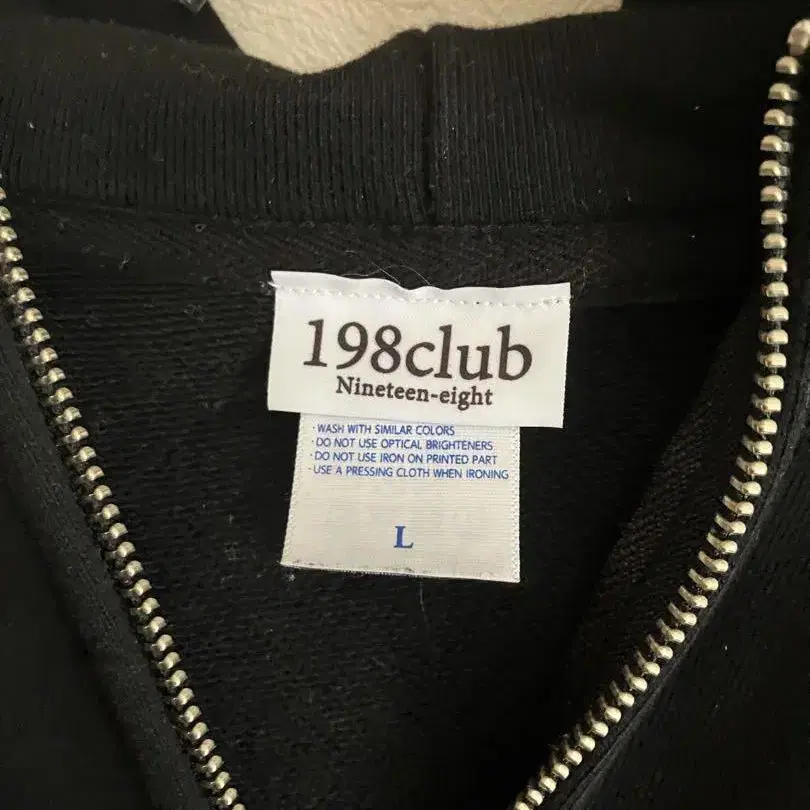 198club
Nineteen-eight
· WASH WITH SIMILAR COLORS
· DO NOT USE OPTICAL BRIGHTENERS
· DO NOT USE IRON ON PRINTED PART
· USE A PRESSING CLOTH WHEN IRONING
L